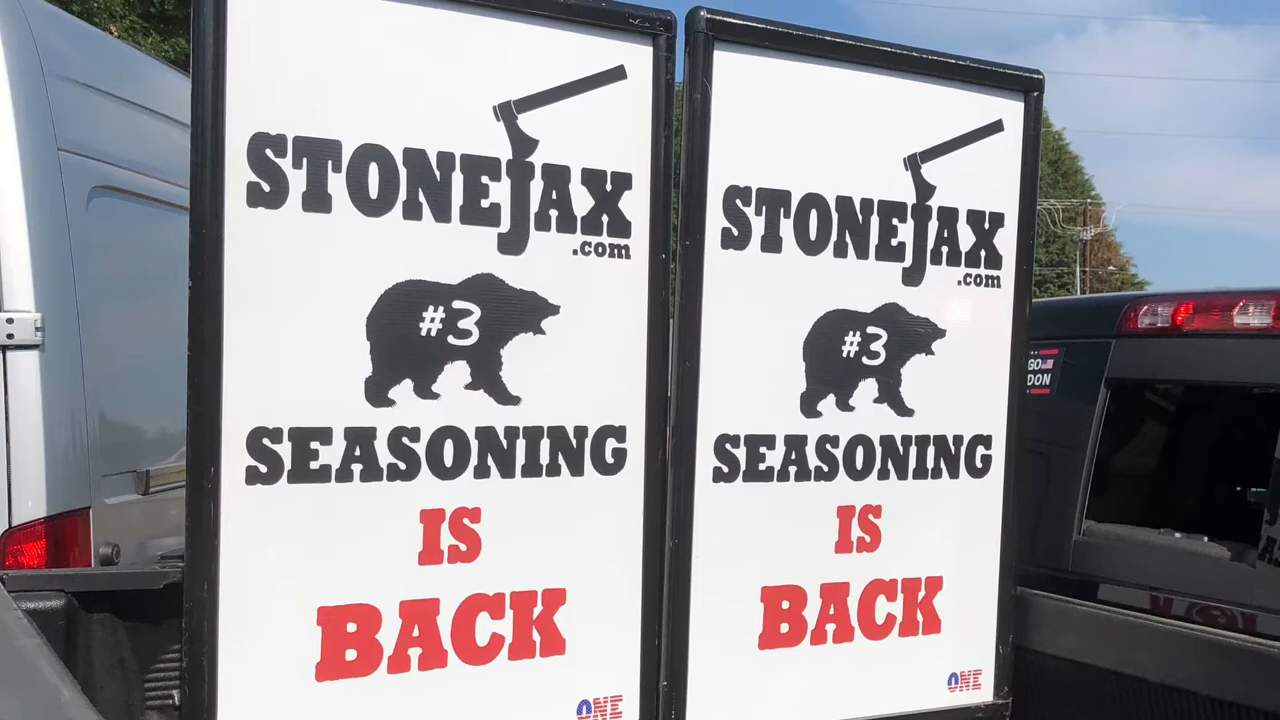 STONEJAX
.com
#3
SEASONING
IS
BACK
ONE
STONEJAX
.com
#3
SEASONING
IS
BACK
ONE
GO
DON